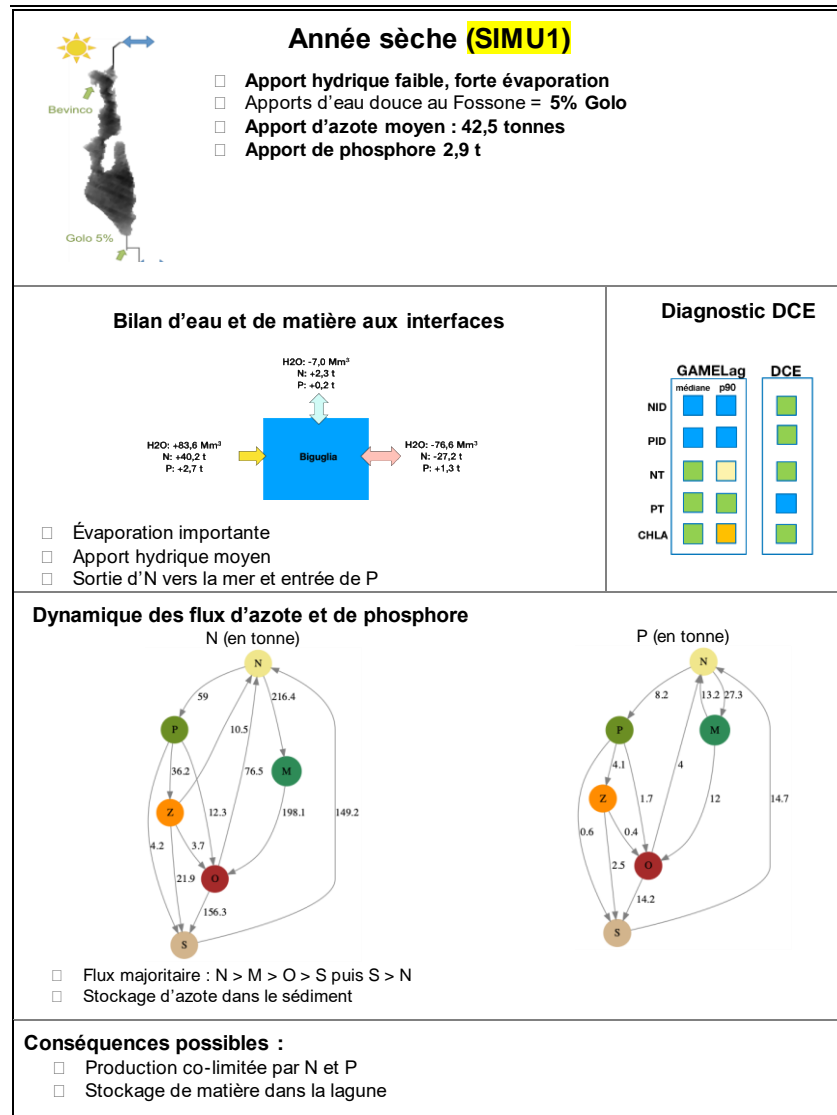 Année sèche (SIMU1)
Bevinco
Golo 5%
Apport hydrique faible, forte évaporation
Apports d'eau douce au Fossone = 5% Golo
Apport d'azote moyen : 42,5 tonnes
Apport de phosphore 2,9 t
Bilan d'eau et de matière aux interfaces
H2O: -7,0 Mm³
N: +2,3 t
P: +0,2 t
H2O: +83,6 Mm³
N: +40,2 t
P: +2,7 t
Biguglia
H2O: -76,6 Mm³
N: -27,2 t
P: +1,3 t
Évaporation importante
Apport hydrique moyen
Sortie d'N vers la mer et entrée de P
Diagnostic DCE
GAMELag DCE
médiane p90
NID
PID
NT
PT
CHLA
Dynamique des flux d'azote et de phosphore
N (en tonne)
N
59
216.4
P
10.5
36.2
76.5
M
Z
12.3
198.1
149.2
4.2
3.7
21.9
O
156.3
S
P (en tonne)
N
8.2
13.2
27.3
P
M
4.1
4
Z
1.7
12
14.7
0.6
0.4
2.5
O
14.2
S
Flux majoritaire : N > M > O > S puis S > N
Stockage d'azote dans le sédiment
Conséquences possibles :
Production co-limitée par N et P
Stockage de matière dans la lagune